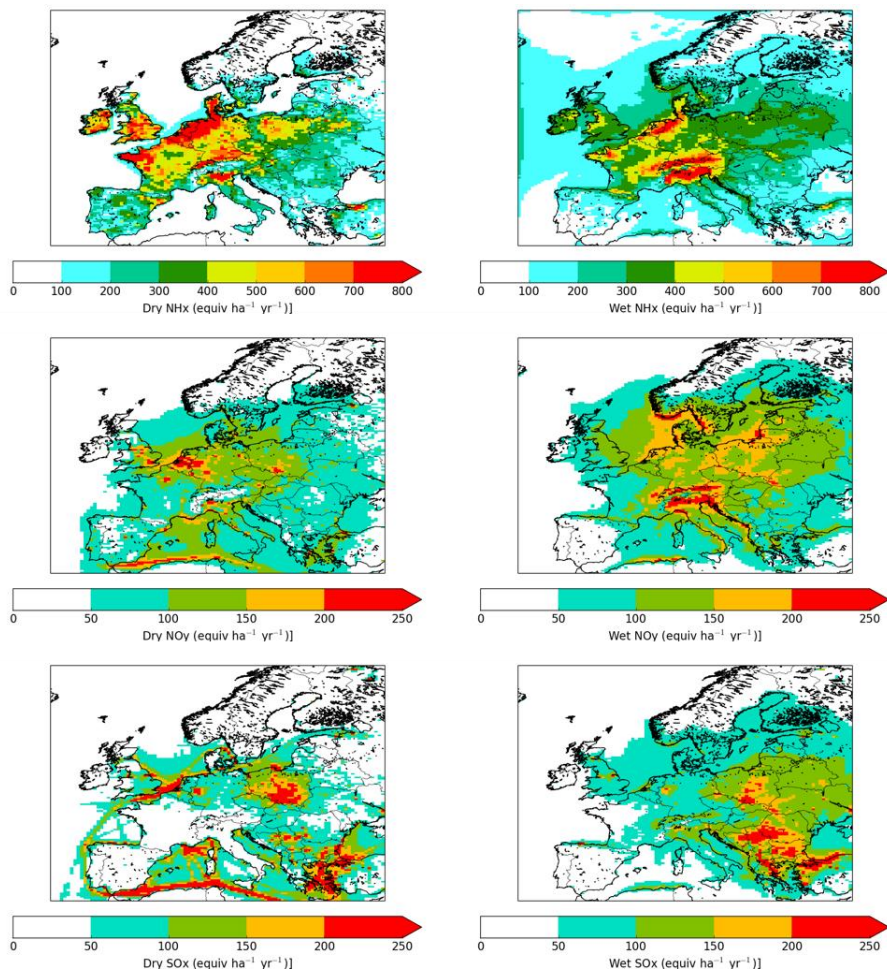 0 100 200 300 400 500 600 700 800
Dry NHx (equiv ha⁻¹ yr⁻¹)]
0 100 200 300 400 500 600 700 800
Wet NHx (equiv ha⁻¹ yr⁻¹)]
0 50 100 150 200 250
Dry NOy (equiv ha⁻¹ yr⁻¹)]
0 50 100 150 200 250
Wet NOy (equiv ha⁻¹ yr⁻¹)]
0 50 100 150 200 250
Dry SOx (equiv ha⁻¹ yr⁻¹)]
0 50 100 150 200 250
Wet SOx (equiv ha⁻¹ yr⁻¹)]